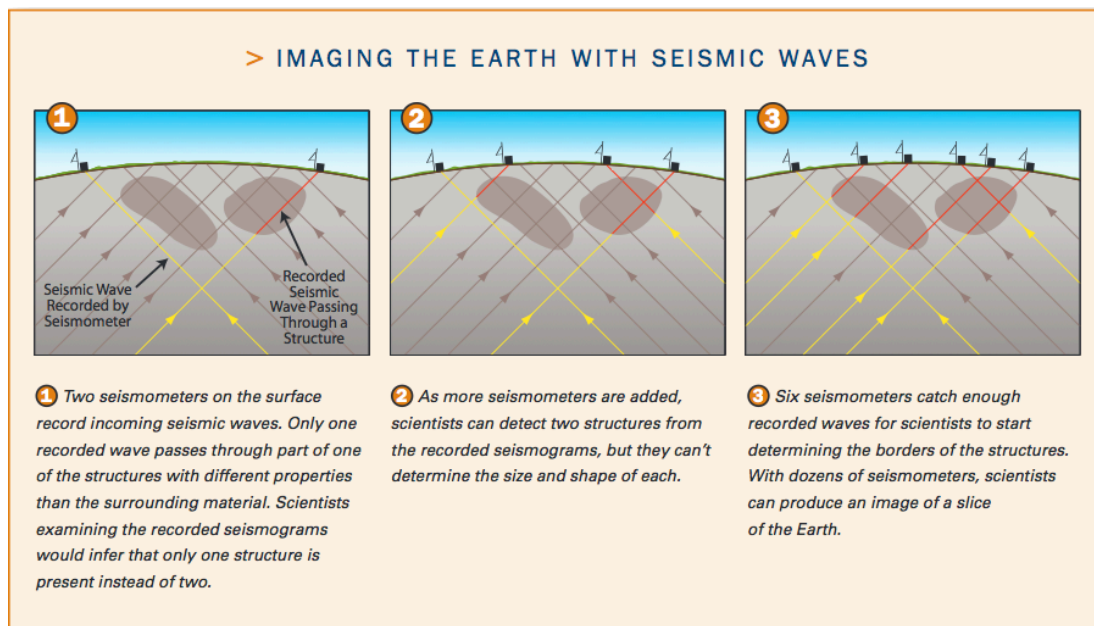 > IMAGING THE EARTH WITH SEISMIC WAVES
1
Seismic Wave
Recorded by
Seismometer
Recorded
Seismic
Wave Passing
Through a
Structure
2
3
1 Two seismometers on the surface
record incoming seismic waves. Only one
recorded wave passes through part of one
of the structures with different properties
than the surrounding material. Scientists
examining the recorded seismograms
would infer that only one structure is
present instead of two.
2 As more seismometers are added,
scientists can detect two structures from
the recorded seismograms, but they can't
determine the size and shape of each.
3 Six seismometers catch enough
recorded waves for scientists to start
determining the borders of the structures.
With dozens of seismometers, scientists
can produce an image of a slice
of the Earth.